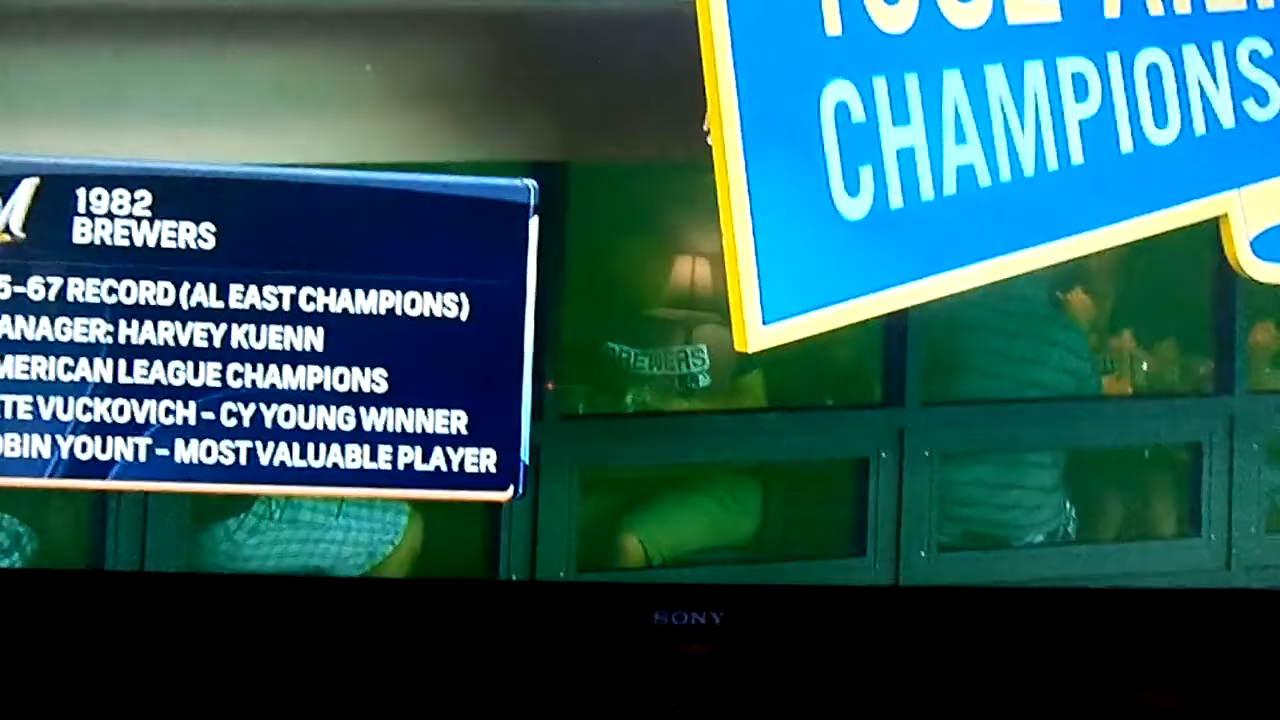 1982
BREWERS
5-67 RECORD (AL EAST CHAMPIONS)
ANAGER: HARVEY KUENN
MERICAN LEAGUE CHAMPIONS
TE VUCKOVICH - CY YOUNG WINNER
OBIN YOUNT - MOST VALUABLE PLAYER
CHAMPIONS
BREWERS
SONY